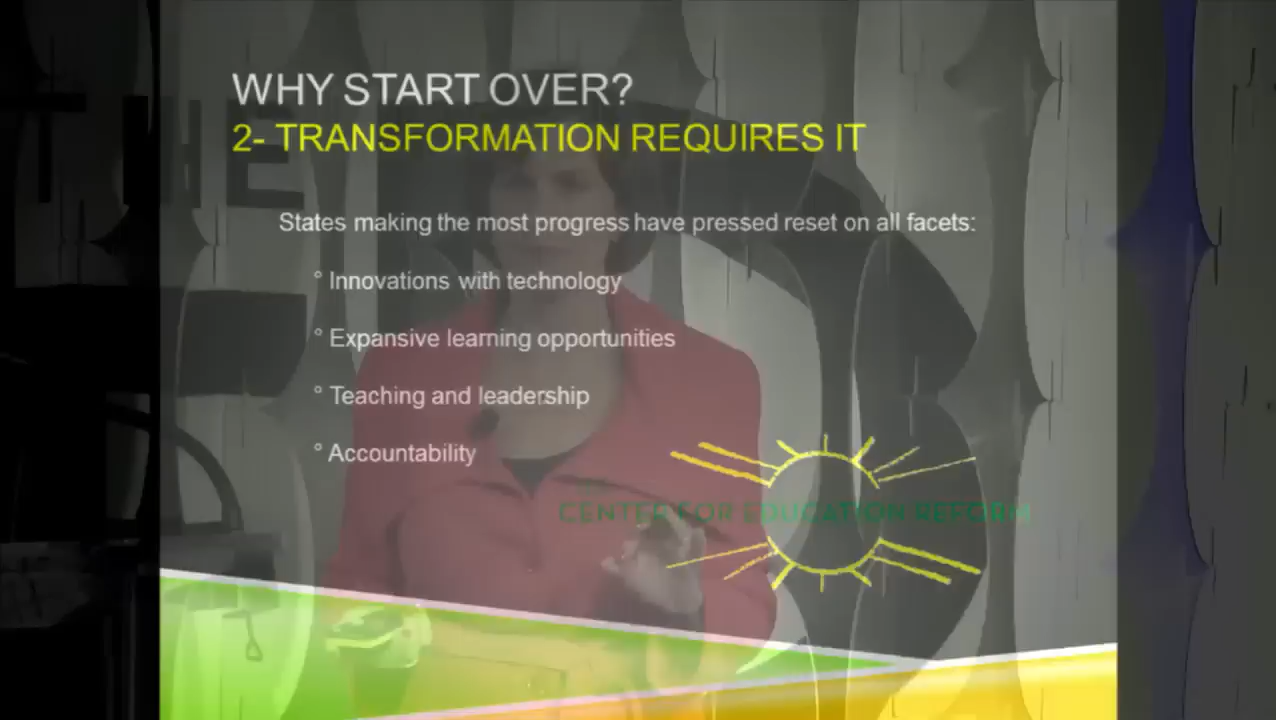 THE
WHY START OVER?
2- TRANSFORMATION REQUIRES IT
States making the most progress have pressed reset on all facets:
° Innovations with technology
° Expansive learning opportunities
° Teaching and leadership
° Accountability
CENTER FOR EDUCATION REFORM